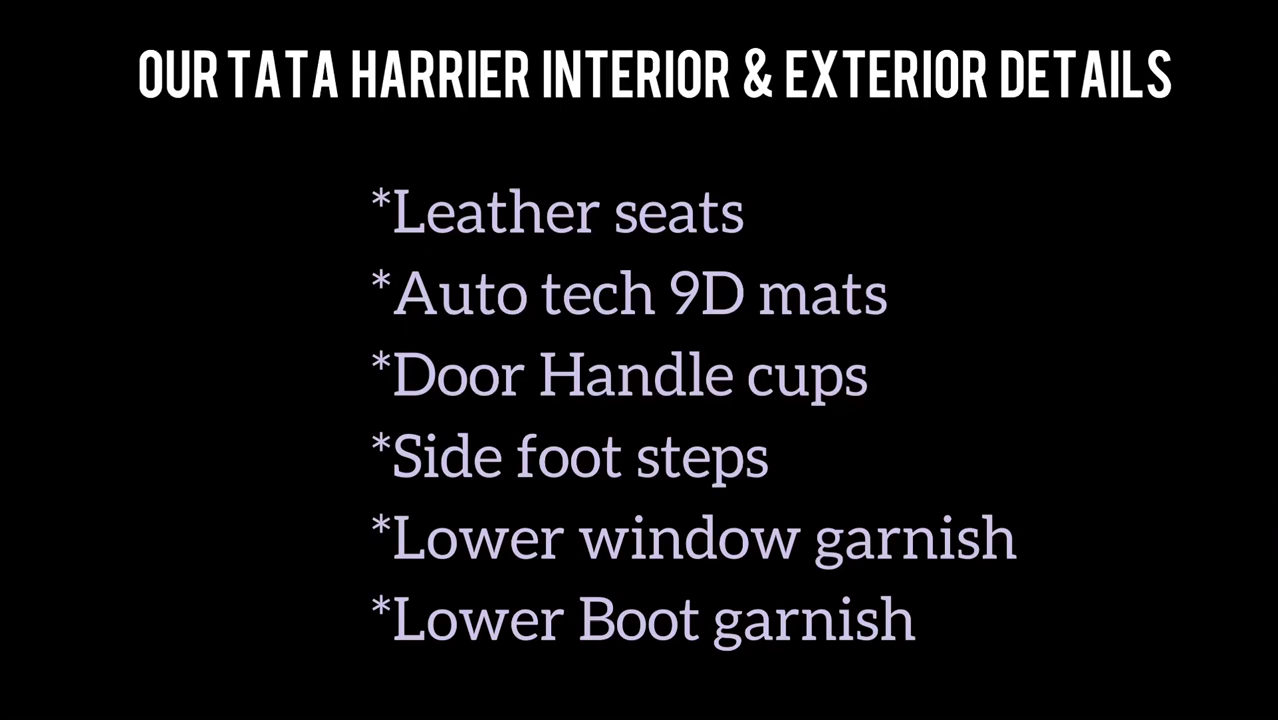 OUR TATA HARRIER INTERIOR & EXTERIOR DETAILS
*Leather seats
*Auto tech 9D mats
*Door Handle cups
*Side foot steps
*Lower window garnish
*Lower Boot garnish